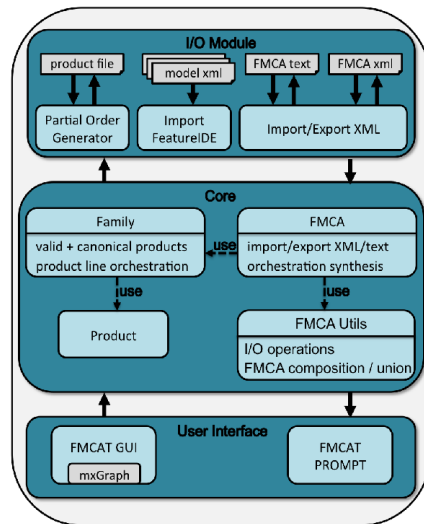 I/O Module
product file
model xml
FMCA text
FMCA xml
Partial Order
Generator
Import
FeatureIDE
Import/Export XML
Core
Family
valid + canonical products
product line orchestration
use
FMCA
import/export XML/text
orchestration synthesis
use
use
Product
FMCA Utils
I/O operations
FMCA composition / union
User Interface
FMCAT GUI
mxGraph
FMCAT
PROMPT